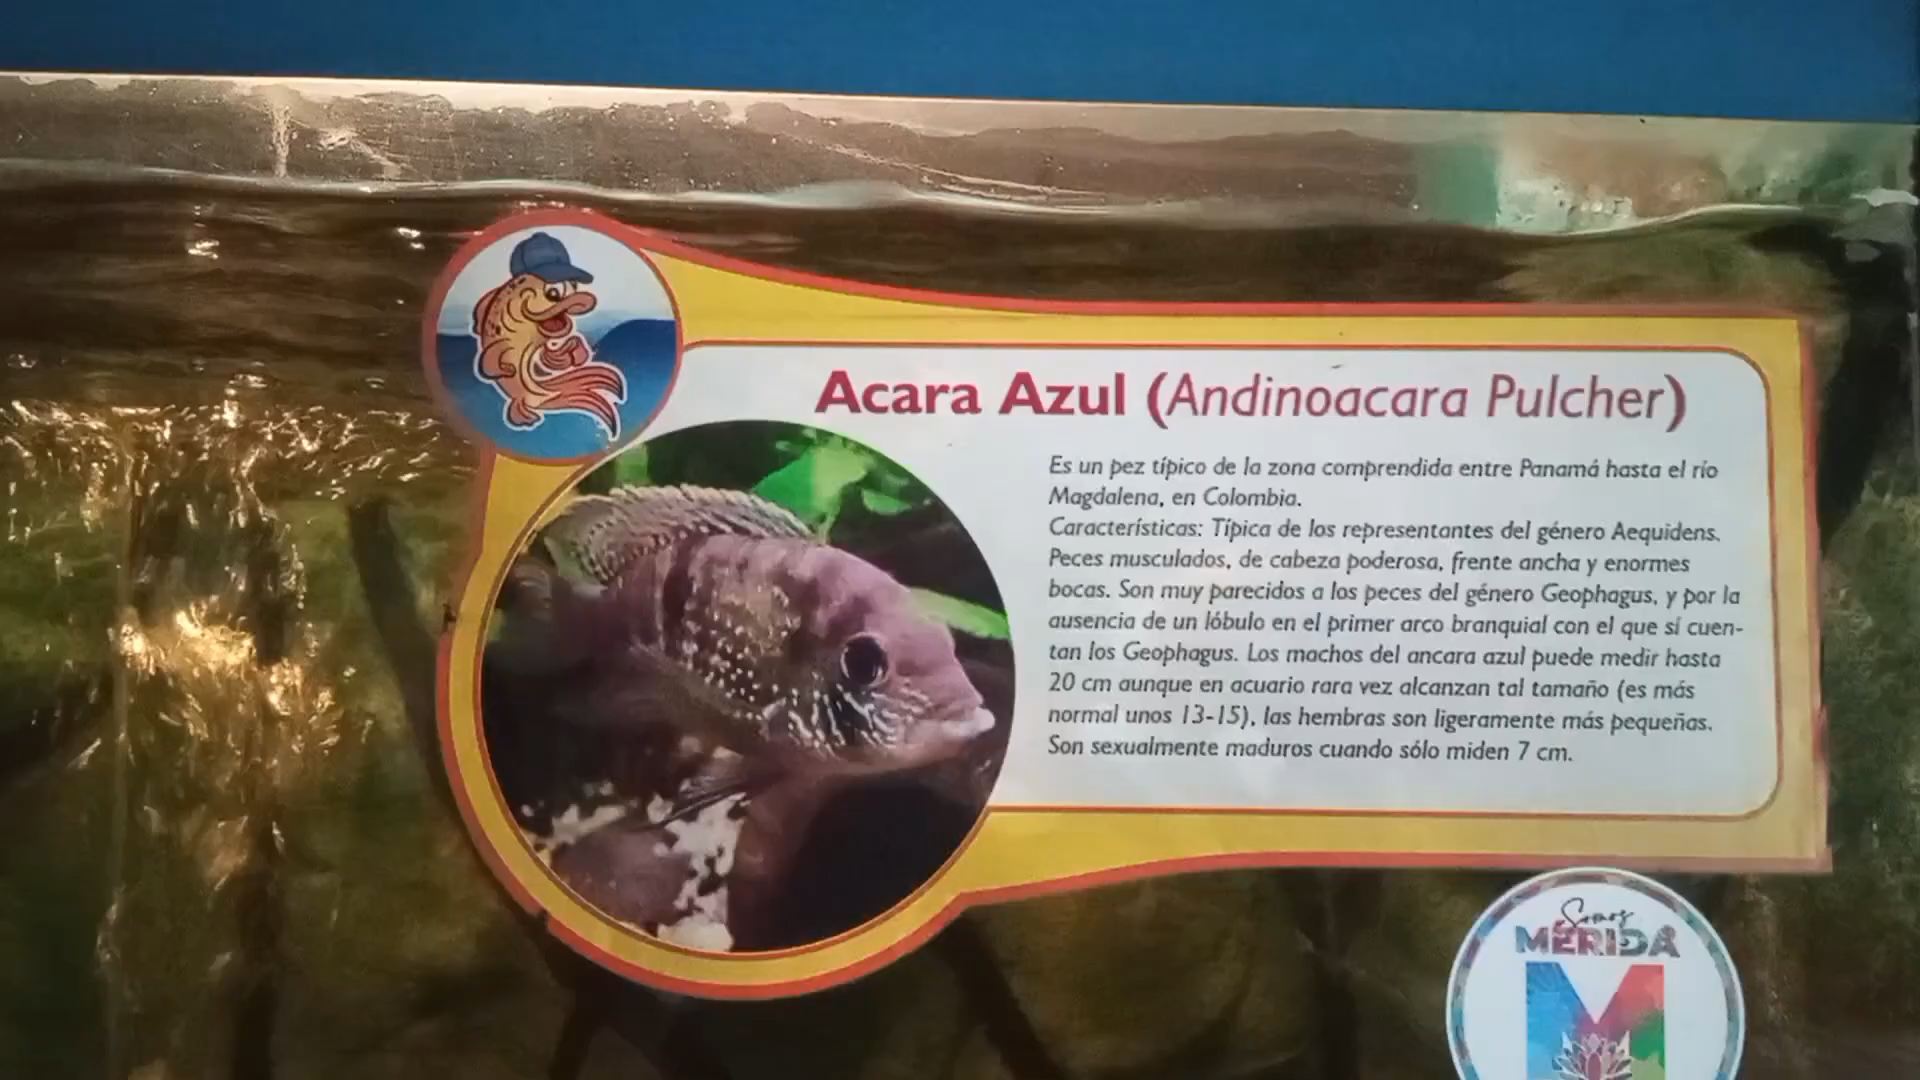 Acara Azul (Andinoacara Pulcher)
Es un pez típico de la zona comprendida entre Panamá hasta el río
Magdalena, en Colombia.
Características: Típica de los representantes del género Aequidens.
Peces musculados, de cabeza poderosa, frente ancha y enormes
bocas. Son muy parecidos a los peces del género Geophagus, y por la
ausencia de un lóbulo en el primer arco branquial con el que sí cuen-
tan los Geophagus. Los machos del ancara azul puede medir hasta
20 cm aunque en acuario rara vez alcanzan tal tamaño (es más
normal unos 13-15), las hembras son ligeramente más pequeñas.
Son sexualmente maduros cuando sólo miden 7 cm.
Somos
MÉRIDA
M